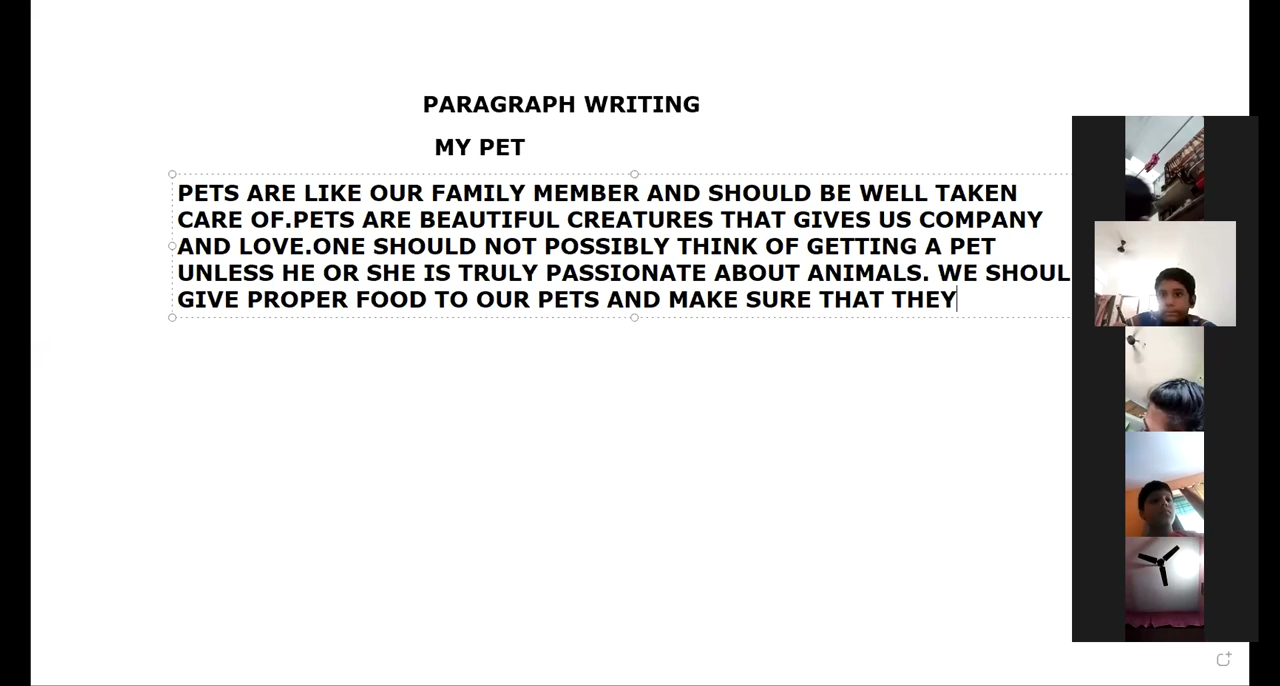 PARAGRAPH WRITING
MY PET
PETS ARE LIKE OUR FAMILY MEMBER AND SHOULD BE WELL TAKEN
CARE OF.PETS ARE BEAUTIFUL CREATURES THAT GIVES US COMPANY
AND LOVE.ONE SHOULD NOT POSSIBLY THINK OF GETTING A PET
UNLESS HE OR SHE IS TRULY PASSIONATE ABOUT ANIMALS. WE SHOUL
GIVE PROPER FOOD TO OUR PETS AND MAKE SURE THAT THEY